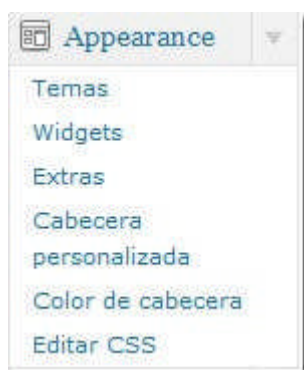 Appearance
Temas
Widgets
Extras
Cabecera
personalizada
Color de cabecera
Editar CSS